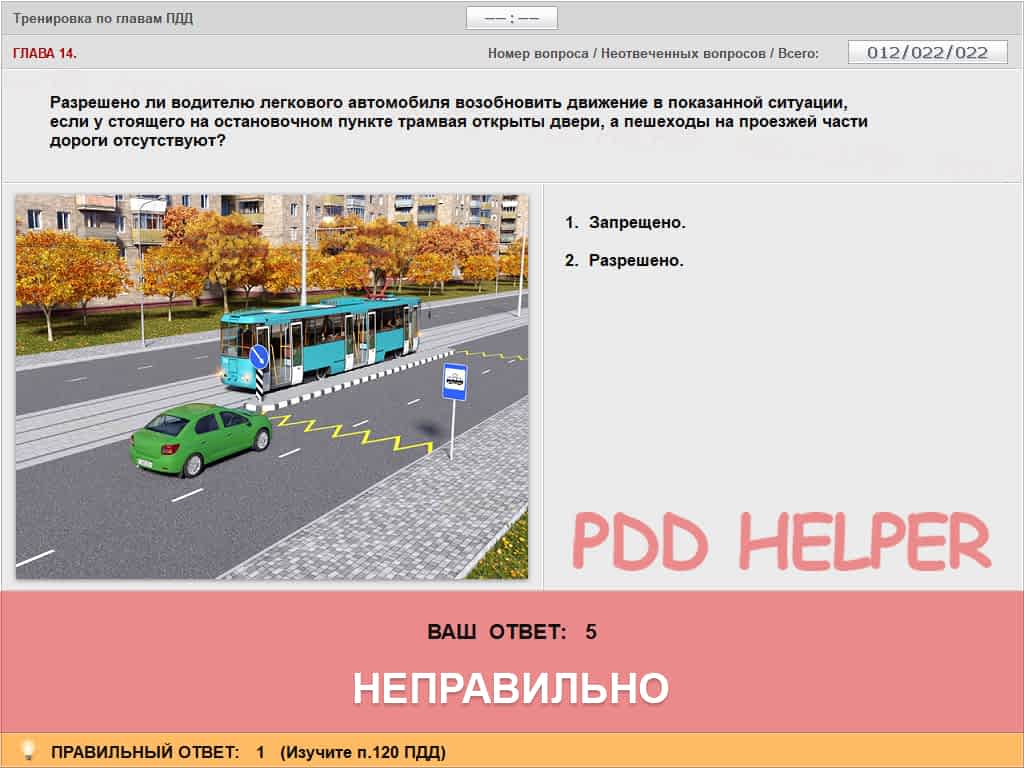 Тренировка по главам ПДД
–– : ––
ГЛАВА 14.
Номер вопроса / Неотвеченных вопросов / Всего:
012/022/022
Разрешено ли водителю легкового автомобиля возобновить движение в показанной ситуации,
если у стоящего на остановочном пункте трамвая открыты двери, а пешеходы на проезжей части
дороги отсутствуют?
1. Запрещено.
2. Разрешено.
PDD HELPER
ВАШ ОТВЕТ: 5
НЕПРАВИЛЬНО
ПРАВИЛЬНЫЙ ОТВЕТ: 1 (Изучите п.120 ПДД)